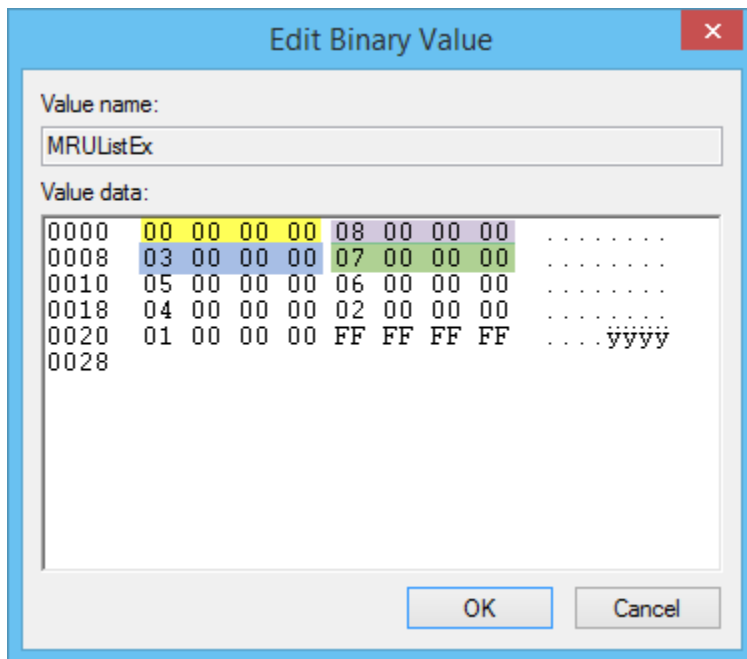 Edit Binary Value
×
Value name:
MRUListEx
Value data:
0000 00 00 00 00 08 00 00 00 ........
0008 03 00 00 00 07 00 00 00 ........
0010 05 00 00 00 06 00 00 00 ........
0018 04 00 00 00 02 00 00 00 ........
0020 01 00 00 00 FF FF FF FF ....ÿÿÿÿ
0028
OK Cancel